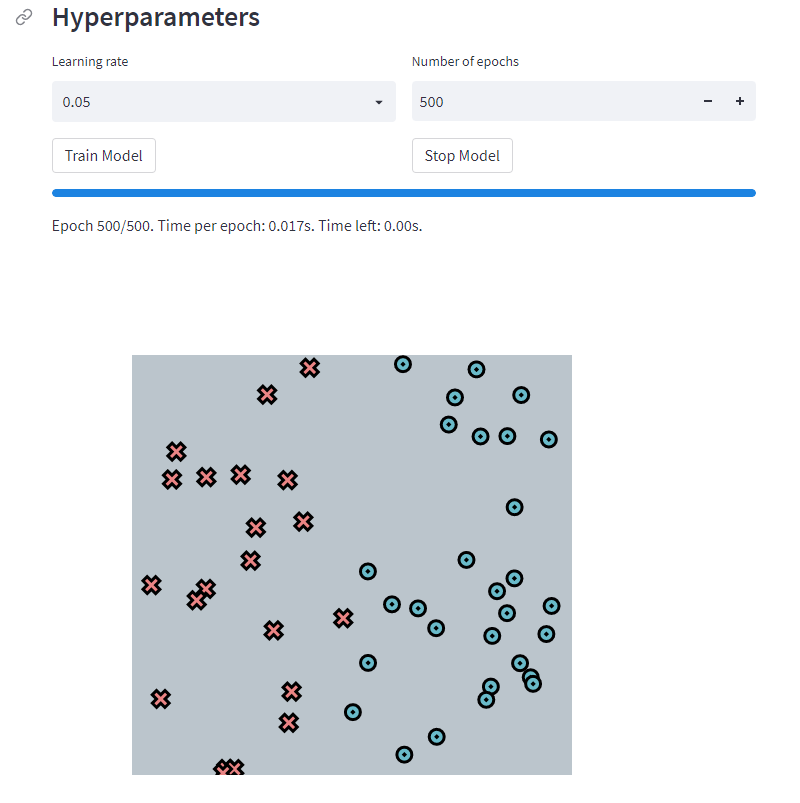 Hyperparameters
Learning rate
Number of epochs
0.05
500
Train Model
Stop Model
Epoch 500/500. Time per epoch: 0.017s. Time left: 0.00s.